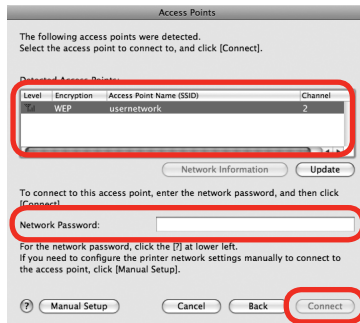 Access Points
The following access points were detected.
Select the access point to connect to, and click [Connect].
Detected Access Points:
Level Encryption Access Point Name (SSID) Channel
WEP usernetwork 2
Network Information Update
To connect to this access point, enter the network password, and then click
[Connect]
Network Password:
For the network password, click the [?] at lower left.
If you need to configure the printer network settings manually to connect to
the access point, click [Manual Setup].
? Manual Setup Cancel Back Connect